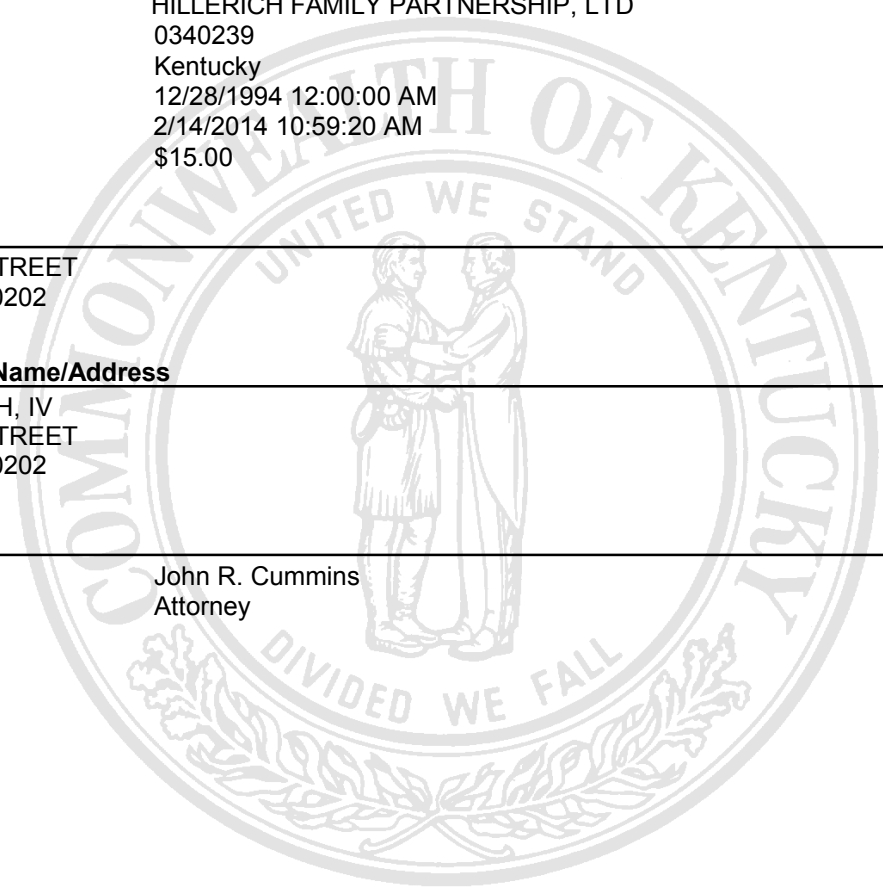 HILLERICH FAMILY PARTNERSHIP, LTD
0340239
Kentucky
12/28/1994 12:00:00 AM
2/14/2014 10:59:20 AM
$15.00
TREET
0202
Name/Address
H, IV
TREET
0202
John R. Cummins
Attorney
COMMONWEALTH OF KENTUCKY
UNITED WE STAND
DIVIDED WE FALL